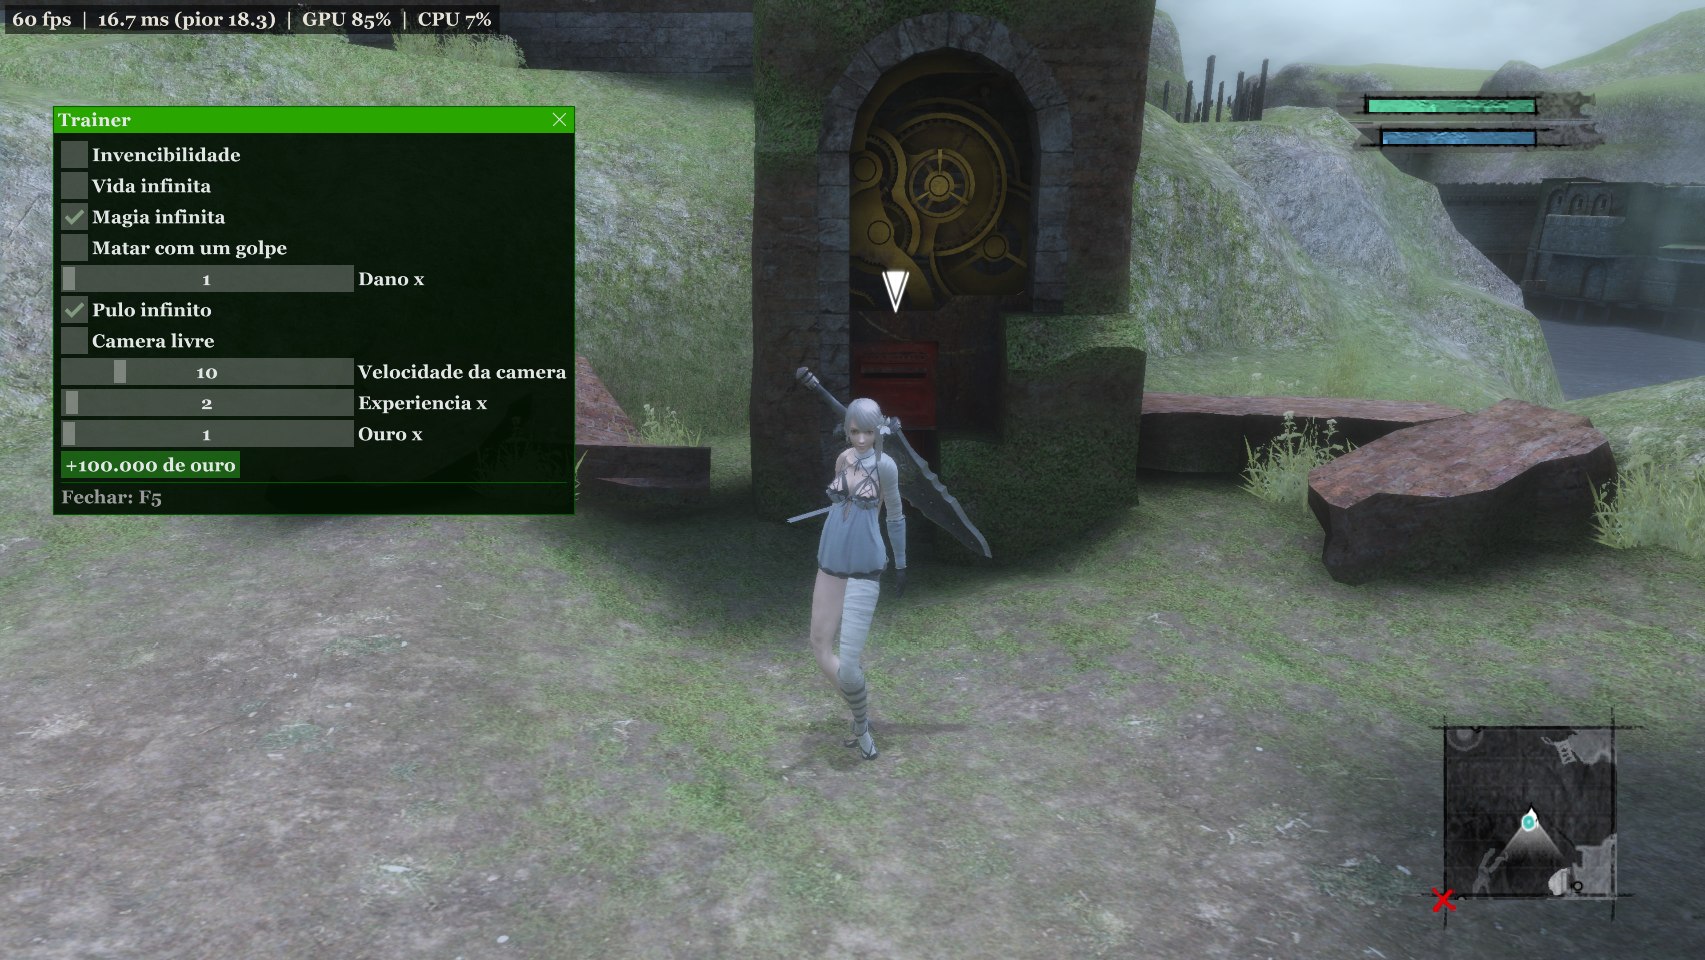 60 fps | 16.7 ms (pior 18.3) | GPU 85% | CPU 7%
Trainer
Invencibilidade
Vida infinita
Magia infinita
Matar com um golpe
1 Dano x
Pulo infinito
Camera livre
10 Velocidade da camera
2 Experiencia x
1 Ouro x
+100.000 de ouro
Fechar: F5